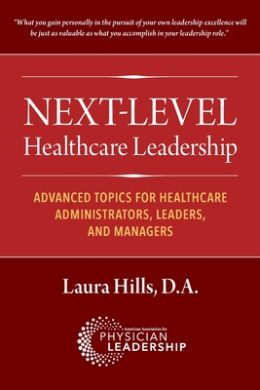 "What you gain personally in the pursuit of your own leadership excellence will
be just as valuable as what you accomplish in your leadership role."
NEXT-LEVEL
Healthcare Leadership
ADVANCED TOPICS FOR HEALTHCARE
ADMINISTRATORS, LEADERS,
AND MANAGERS
Laura Hills, D.A.
American Association for
PHYSICIAN
LEADERSHIP